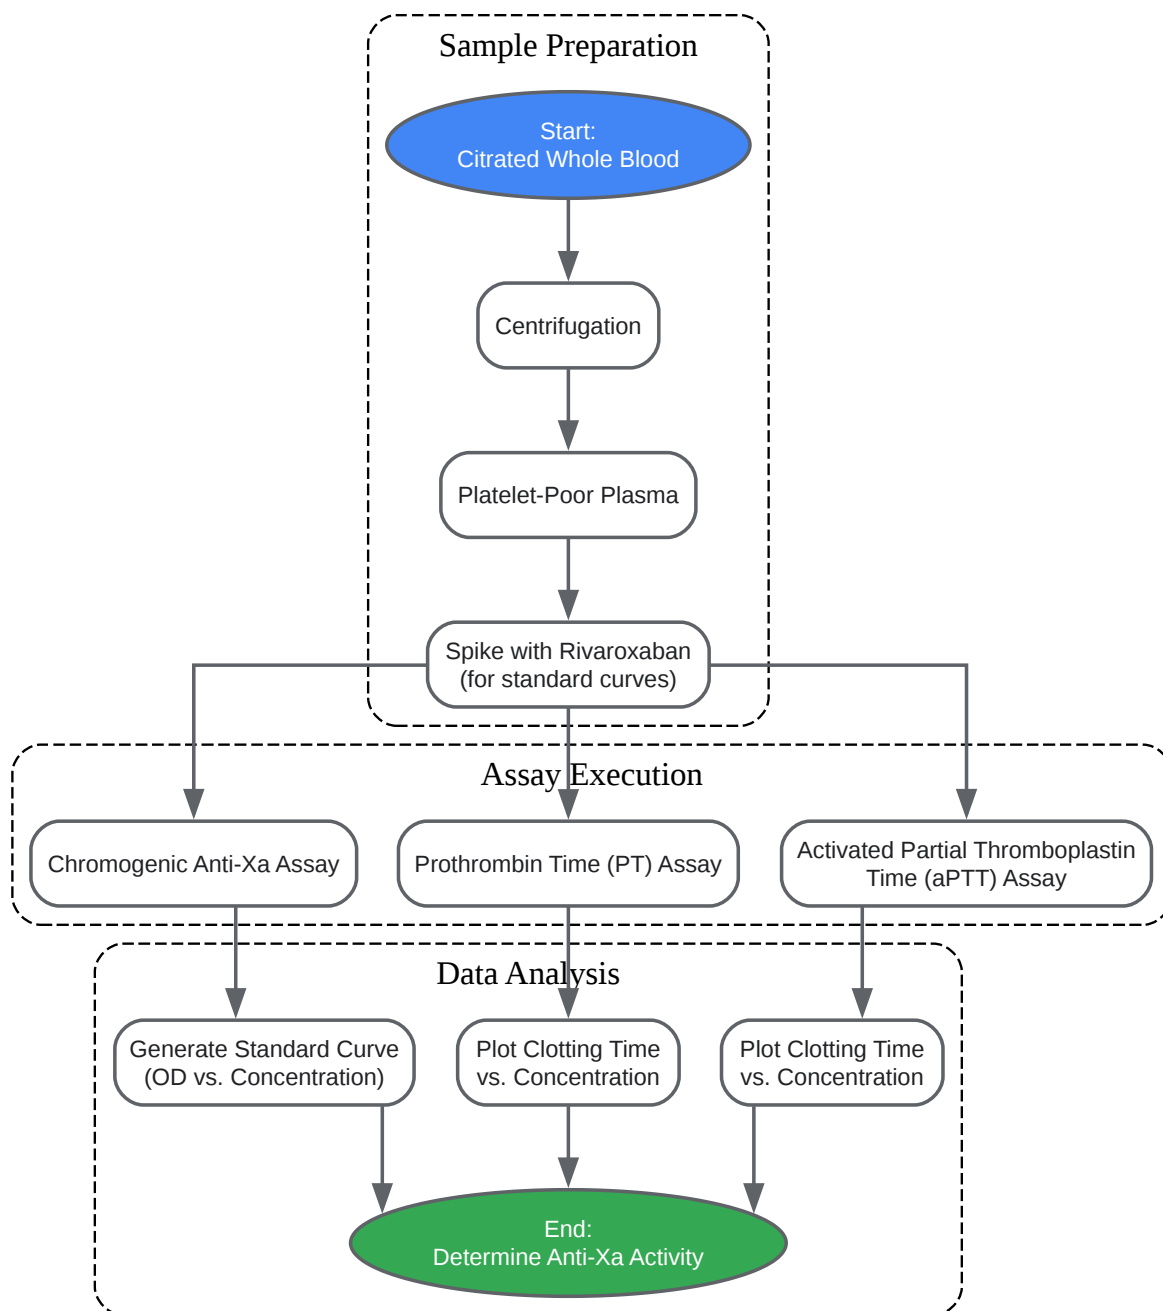 Sample Preparation
Start:
Citrated Whole Blood
Centrifugation
Platelet-Poor Plasma
Spike with Rivaroxaban
(for standard curves)
Assay Execution
Chromogenic Anti-Xa Assay
Prothrombin Time (PT) Assay
Activated Partial Thromboplastin
Time (aPTT) Assay
Data Analysis
Generate Standard Curve
(OD vs. Concentration)
Plot Clotting Time
vs. Concentration
Plot Clotting Time
vs. Concentration
End:
Determine Anti-Xa Activity